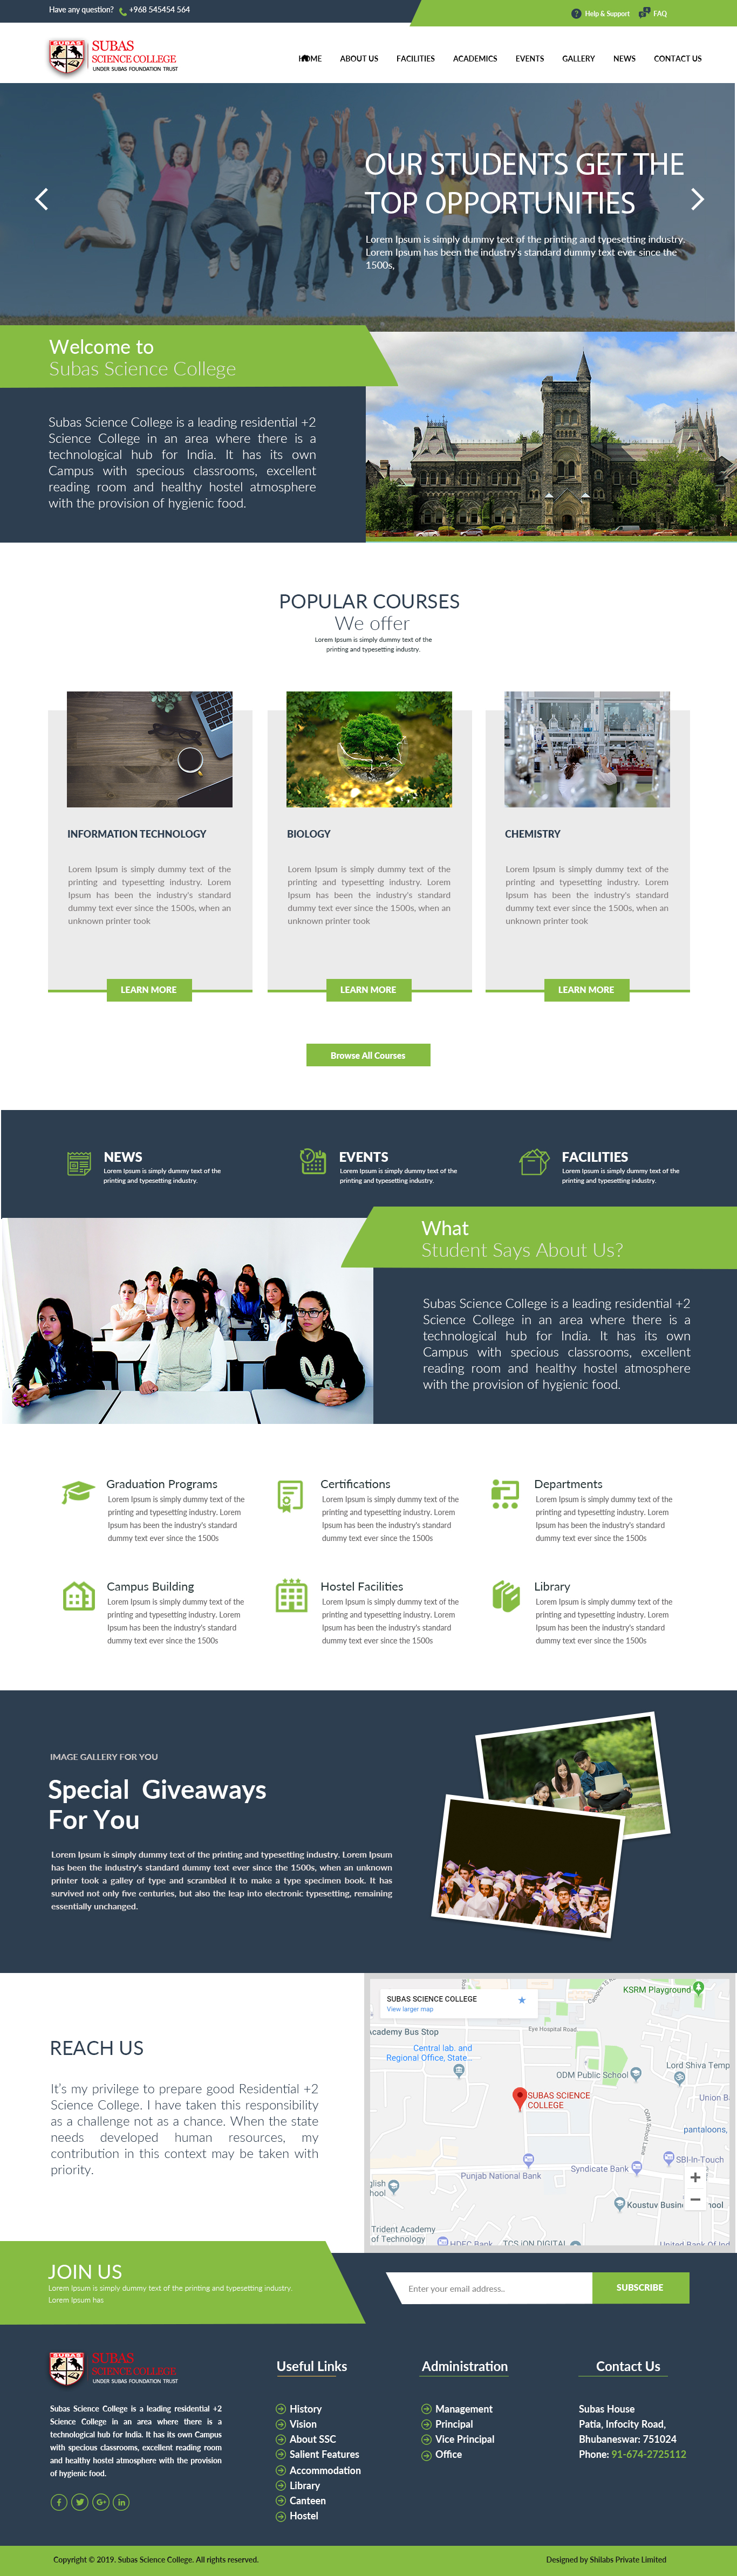 Have any question? +968 545454 564
Help & Support FAQ
SUBAS
SCIENCE COLLEGE
UNDER SUBAS FOUNDATION TRUST
HOME ABOUT US FACILITIES ACADEMICS EVENTS GALLERY NEWS CONTACT US
OUR STUDENTS GET THE
TOP OPPORTUNITIES
Lorem Ipsum is simply dummy text of the printing and typesetting industry.
Lorem Ipsum has been the industry's standard dummy text ever since the
1500s,
Welcome to
Subas Science College
Subas Science College is a leading residential +2
Science College in an area where there is a
technological hub for India. It has its own
Campus with specious classrooms, excellent
reading room and healthy hostel atmosphere
with the provision of hygienic food.
POPULAR COURSES
We offer
Lorem Ipsum is simply dummy text of the
printing and typesetting industry.
INFORMATION TECHNOLOGY
Lorem Ipsum is simply dummy text of the
printing and typesetting industry. Lorem
Ipsum has been the industry's standard
dummy text ever since the 1500s, when an
unknown printer took
LEARN MORE
BIOLOGY
Lorem Ipsum is simply dummy text of the
printing and typesetting industry. Lorem
Ipsum has been the industry's standard
dummy text ever since the 1500s, when an
unknown printer took
LEARN MORE
CHEMISTRY
Lorem Ipsum is simply dummy text of the
printing and typesetting industry. Lorem
Ipsum has been the industry's standard
dummy text ever since the 1500s, when an
unknown printer took
LEARN MORE
Browse All Courses
NEWS
Lorem Ipsum is simply dummy text of the
printing and typesetting industry.
EVENTS
Lorem Ipsum is simply dummy text of the
printing and typesetting industry.
FACILITIES
Lorem Ipsum is simply dummy text of the
printing and typesetting industry.
What
Student Says About Us?
Subas Science College is a leading residential +2
Science College in an area where there is a
technological hub for India. It has its own
Campus with specious classrooms, excellent
reading room and healthy hostel atmosphere
with the provision of hygienic food.
Graduation Programs
Lorem Ipsum is simply dummy text of the
printing and typesetting industry. Lorem
Ipsum has been the industry's standard
dummy text ever since the 1500s
Certifications
Lorem Ipsum is simply dummy text of the
printing and typesetting industry. Lorem
Ipsum has been the industry's standard
dummy text ever since the 1500s
Departments
Lorem Ipsum is simply dummy text of the
printing and typesetting industry. Lorem
Ipsum has been the industry's standard
dummy text ever since the 1500s
Campus Building
Lorem Ipsum is simply dummy text of the
printing and typesetting industry. Lorem
Ipsum has been the industry's standard
dummy text ever since the 1500s
Hostel Facilities
Lorem Ipsum is simply dummy text of the
printing and typesetting industry. Lorem
Ipsum has been the industry's standard
dummy text ever since the 1500s
Library
Lorem Ipsum is simply dummy text of the
printing and typesetting industry. Lorem
Ipsum has been the industry's standard
dummy text ever since the 1500s
IMAGE GALLERY FOR YOU
Special Giveaways
For You
Lorem Ipsum is simply dummy text of the printing and typesetting industry. Lorem Ipsum
has been the industry's standard dummy text ever since the 1500s, when an unknown
printer took a galley of type and scrambled it to make a type specimen book. It has
survived not only five centuries, but also the leap into electronic typesetting, remaining
essentially unchanged.
REACH US
It's my privilege to prepare good Residential +2
Science College. I have taken this responsibility
as a challenge not as a chance. When the state
needs developed human resources, my
contribution in this context may be taken with
priority.
SUBAS SCIENCE COLLEGE
View larger map
KSRM Playground
Academy Bus Stop
Eye Hospital Road
Central lab. and
Regional Office, State...
ODM Public School
Lord Shiva Temp
SUBAS SCIENCE
COLLEGE
Union B
ODM School Lane
pantaloons,
SBI-In-Touch
Syndicate Bank
Punjab National Bank
glish
hool
Koustuv Busin hool
Trident Academy
of Technology
HDFC Bank
TCS iON DIGITAL
United Bank Of Ind
JOIN US
Lorem Ipsum is simply dummy text of the printing and typesetting industry.
Lorem Ipsum has
Enter your email address..
SUBSCRIBE
SUBAS
SCIENCE COLLEGE
UNDER SUBAS FOUNDATION TRUST
Subas Science College is a leading residential +2
Science College in an area where there is a
technological hub for India. It has its own Campus
with specious classrooms, excellent reading room
and healthy hostel atmosphere with the provision
of hygienic food.
Useful Links
History
Vision
About SSC
Salient Features
Accommodation
Library
Canteen
Hostel
Administration
Management
Principal
Vice Principal
Office
Contact Us
Subas House
Patia, Infocity Road,
Bhubaneswar: 751024
Phone: 91-674-2725112
Copyright © 2019. Subas Science College. All rights reserved.
Designed by Shilabs Private Limited